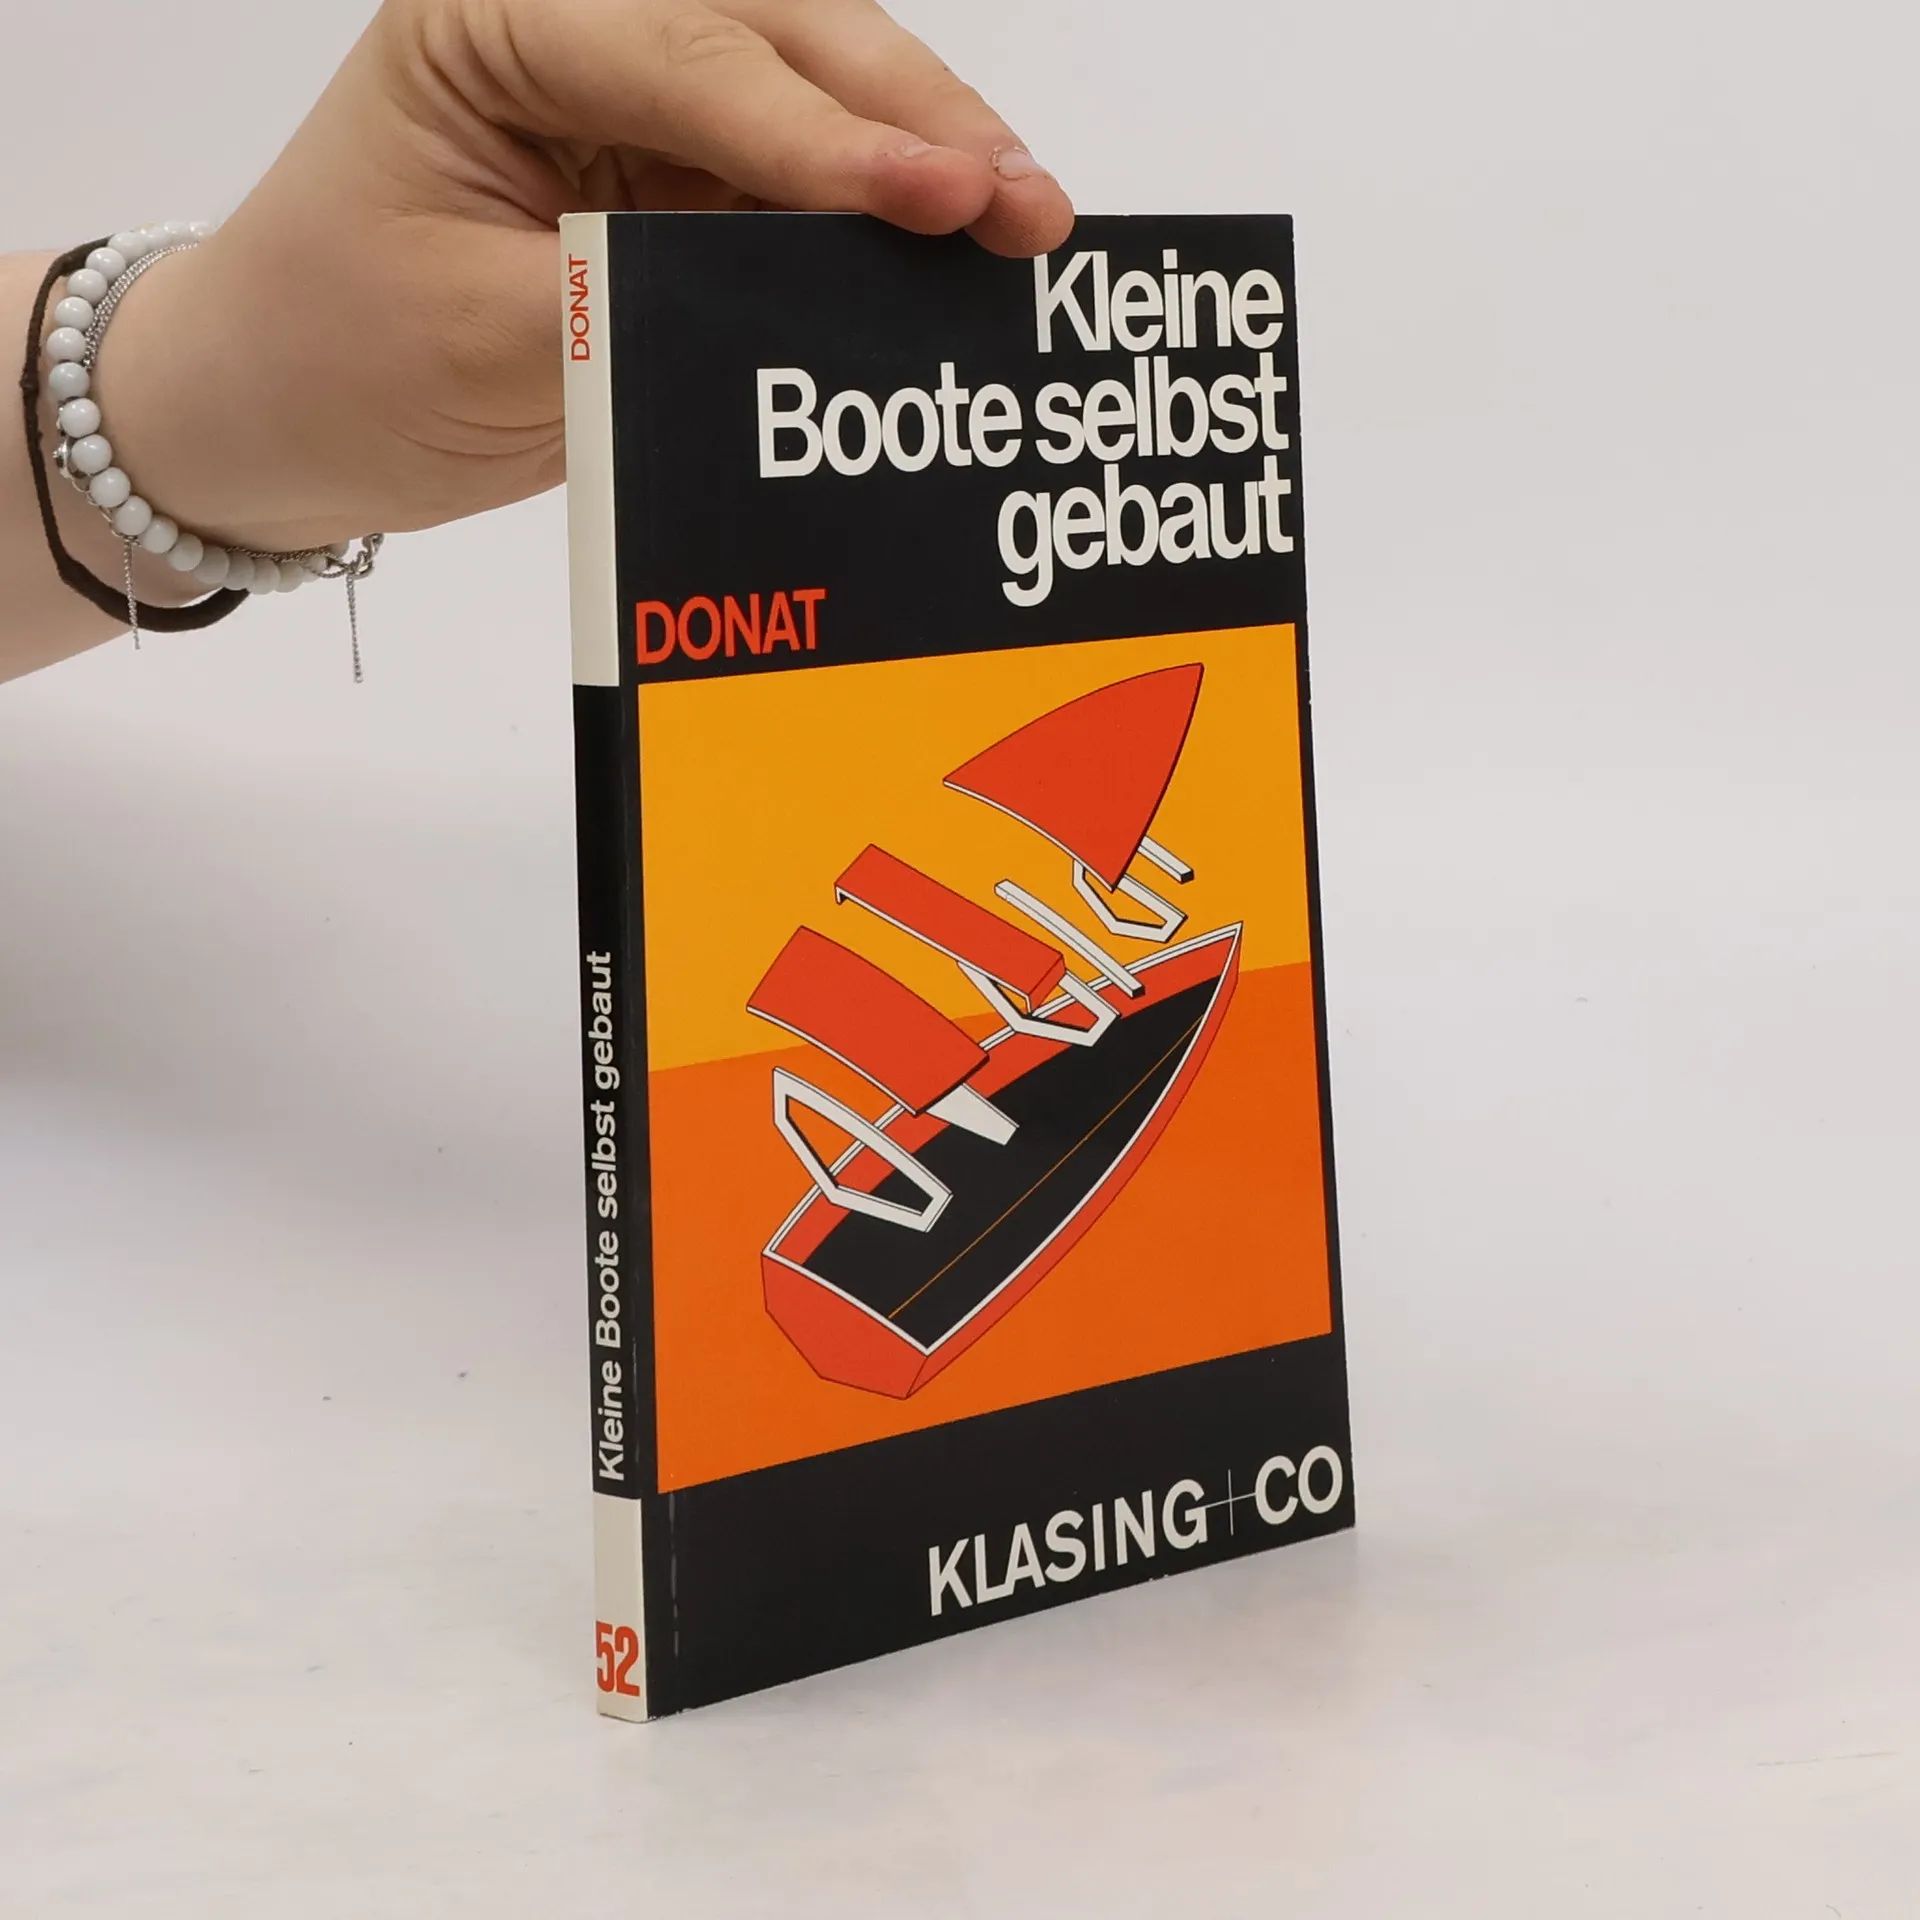 DONAT
Kleine Boote selbst gebaut
52
Kleine
Boote selbst
gebaut
DONAT
KLASING+CO